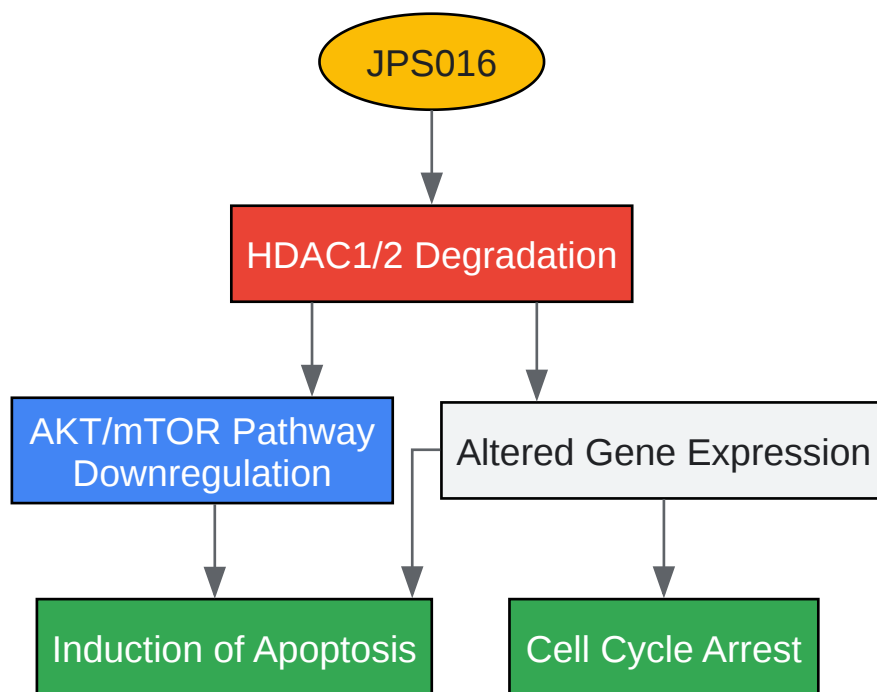 JPS016
HDAC1/2 Degradation
AKT/mTOR Pathway
Downregulation
Altered Gene Expression
Induction of Apoptosis
Cell Cycle Arrest